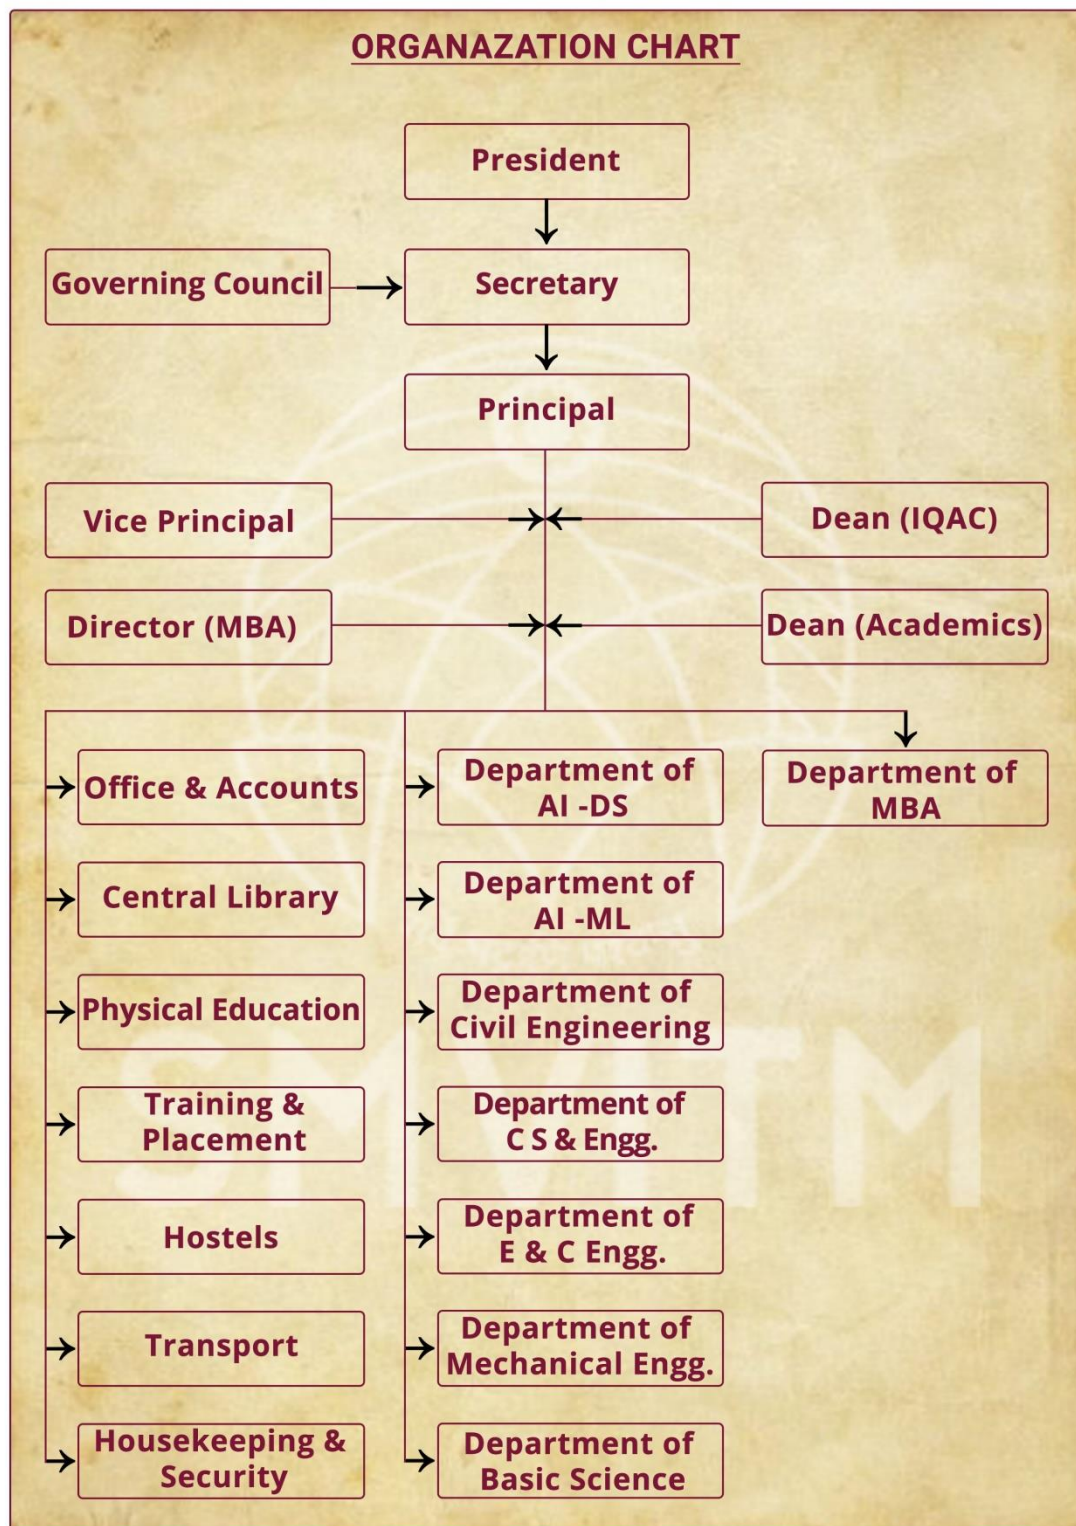 ORGANAZATION CHART
President
Governing Council
Secretary
Principal
Vice Principal
Dean (IQAC)
Director (MBA)
Dean (Academics)
Office & Accounts
Central Library
Physical Education
Training &
Placement
Hostels
Transport
Housekeeping &
Security
Department of
AI -DS
Department of
AI -ML
Department of
Civil Engineering
Department of
C S & Engg.
Department of
E & C Engg.
Department of
Mechanical Engg.
Department of
Basic Science
Department of
MBA
SMVITM